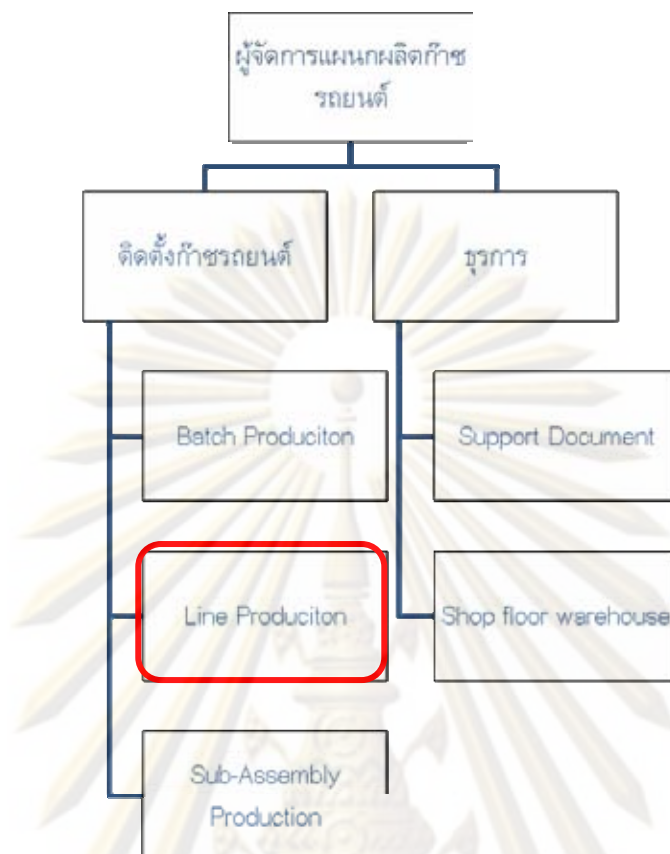 ผู้จัดการแผนกผลิตก๊าซ
รถยนต์
ติดตั้งก๊าซรถยนต์
ธุรการ
Batch Produciton
Support Document
Line Produciton
Shop floor warehouse
Sub-Assembly
Production